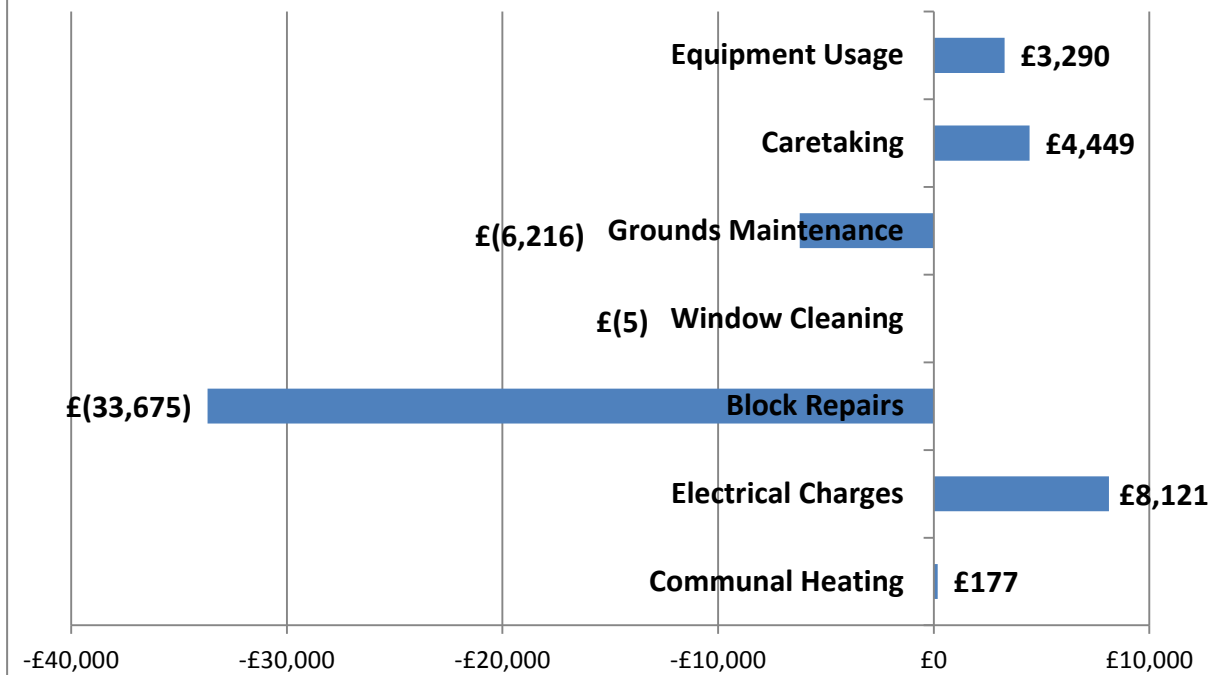 Equipment Usage £3,290
Caretaking £4,449
£(6,216) Grounds Maintenance
£(5) Window Cleaning
£(33,675) Block Repairs
Electrical Charges £8,121
Communal Heating £177
-£40,000 -£30,000 -£20,000 -£10,000 £0 £10,000